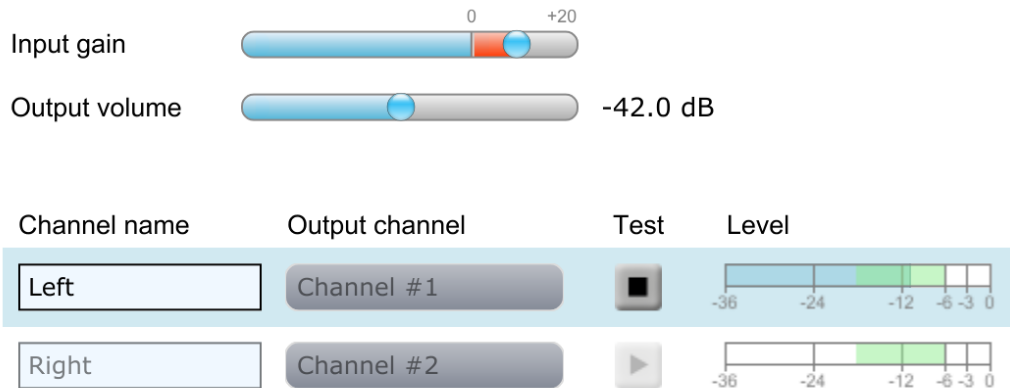 0 +20
Input gain
Output volume -42.0 dB
Channel name Output channel Test Level
Left Channel #1
-36 -24 -12 -6 -3 0
Right Channel #2
-36 -24 -12 -6 -3 0